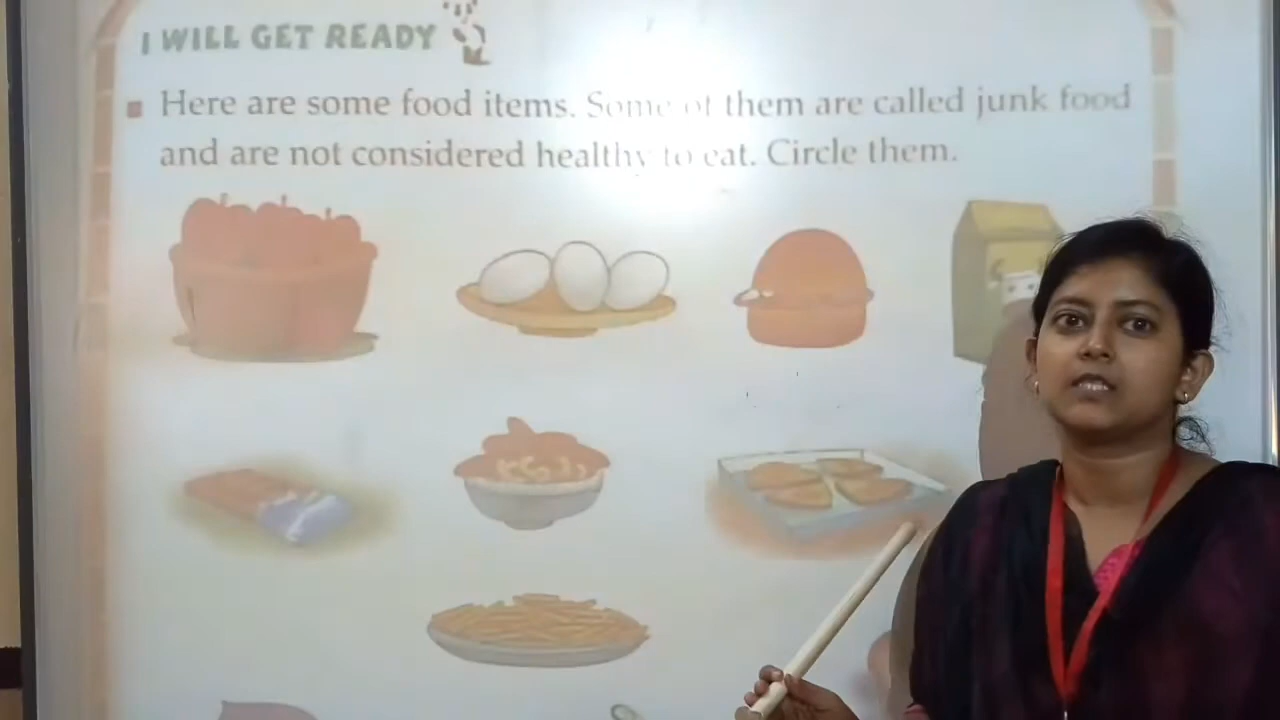 I WILL GET READY
Here are some food items. Some of them are called junk food
and are not considered healthy to eat. Circle them.